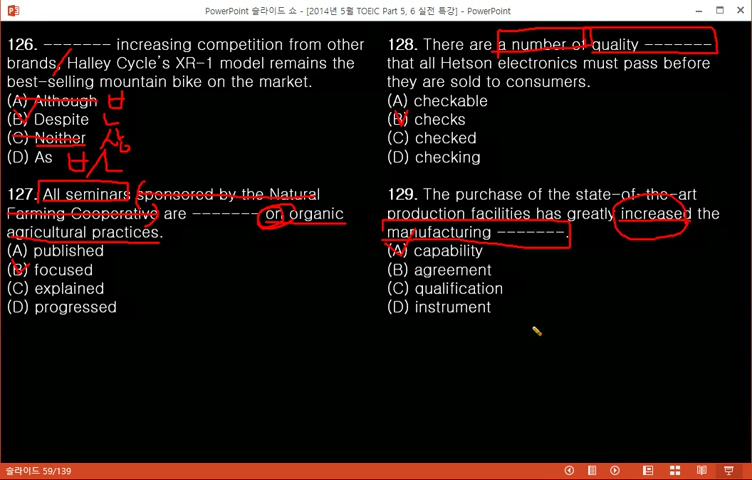 PowerPoint 슬라이드 쇼 - [2014년 5월 TOEIC Part 5, 6 실전 특강] - PowerPoint
126. ------- increasing competition from other
brands, Halley Cycle's XR-1 model remains the
best-selling mountain bike on the market.
(A) Although 부
(B) Despite 전
(C) Neither 상
(D) As 부/전
127. All seminars sponsored by the Natural
Farming Cooperative are ------- on organic
agricultural practices.
(A) published
(B) focused
(C) explained
(D) progressed
128. There are a number of quality -------
that all Hetson electronics must pass before
they are sold to consumers.
(A) checkable
(B) checks
(C) checked
(D) checking
129. The purchase of the state-of-the-art
production facilities has greatly increased the
manufacturing -------.
(A) capability
(B) agreement
(C) qualification
(D) instrument
슬라이드 59/139